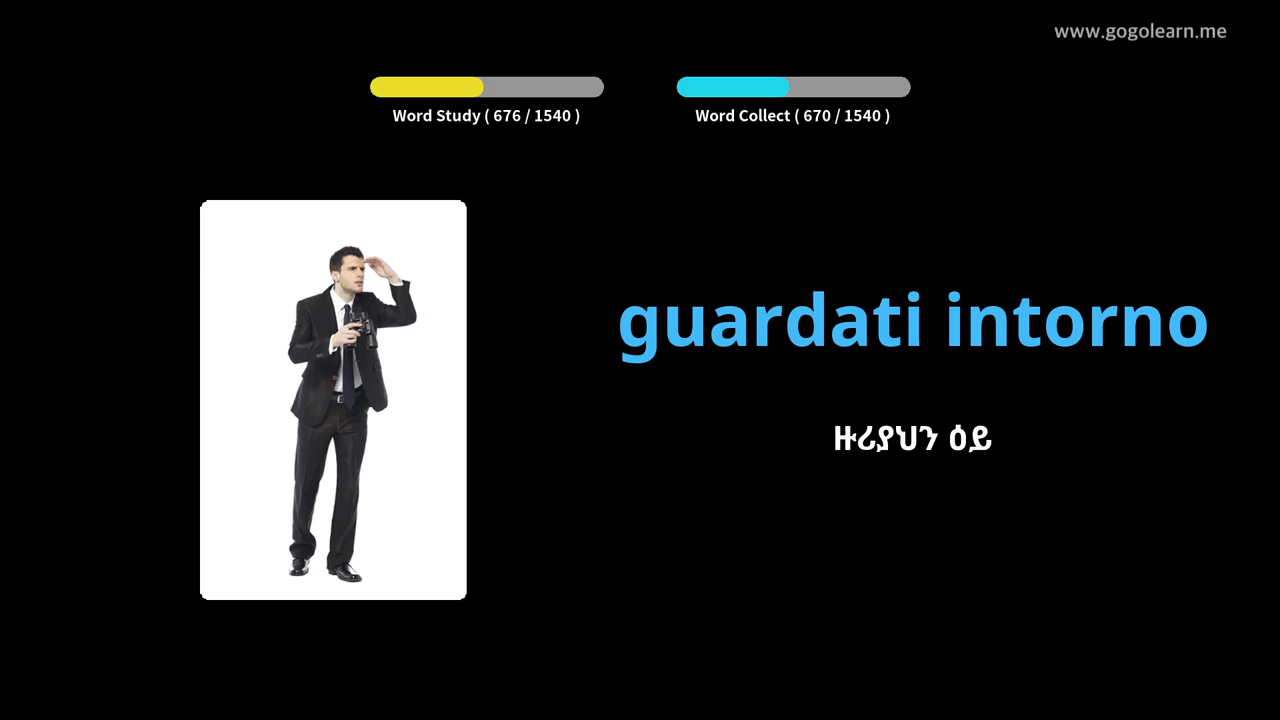 www.gogolearn.me
Word Study ( 676 / 1540 )
Word Collect ( 670 / 1540 )
guardati intorno
ዙሪያህን ዕይ